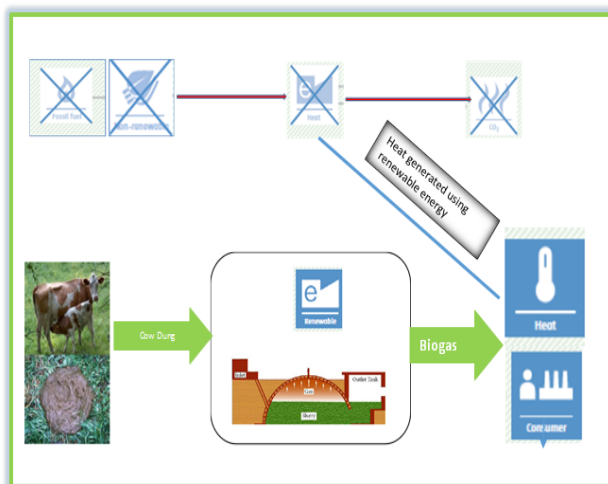 Fossil fuel
Non-renewable
Heat
CO₂
Heat generated using
renewable energy
Cow Dung
Renewable
Inlet
Gas
Outlet Tank
Slurry
Biogas
Heat
Consumer